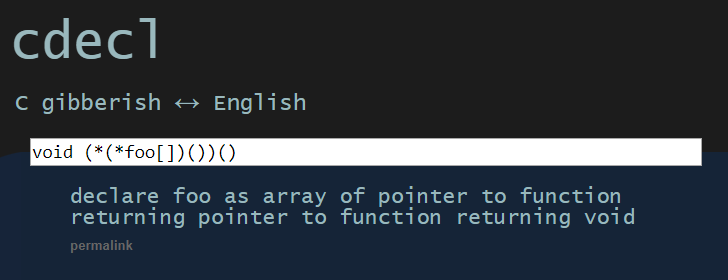 cdecl
C gibberish ↔ English
void (*(*foo[])())()
declare foo as array of pointer to function
returning pointer to function returning void
permalink